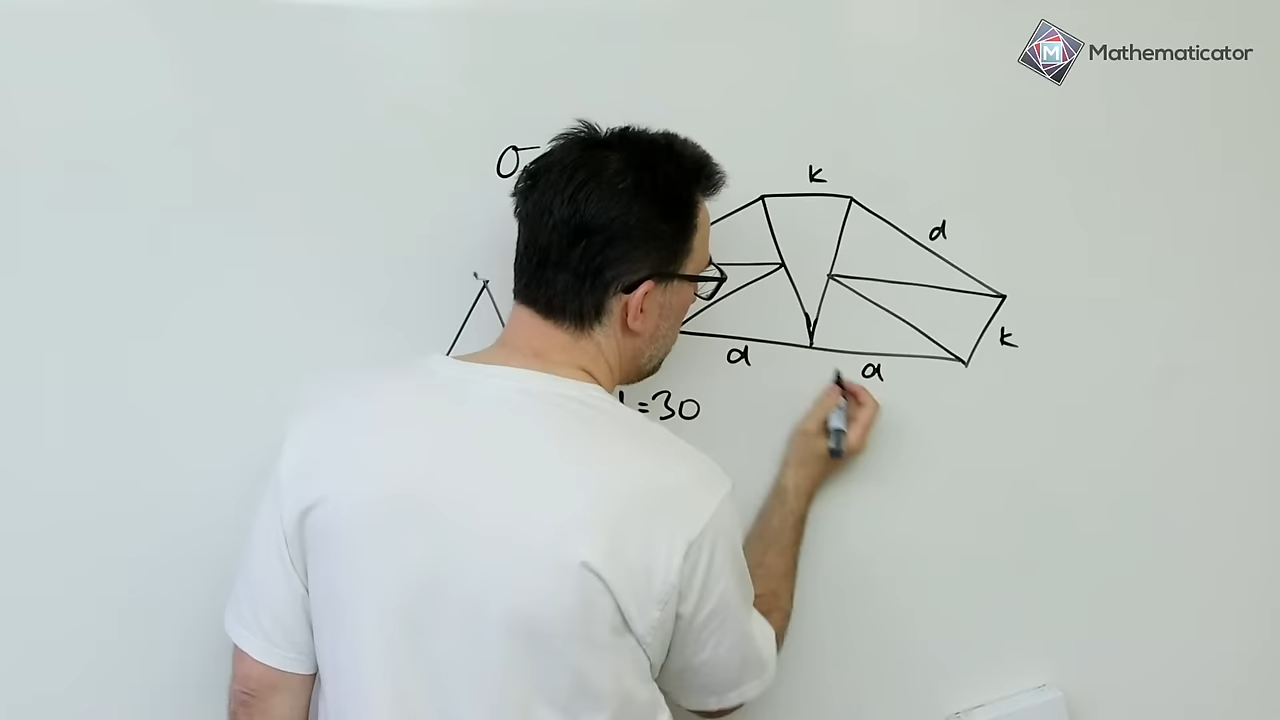 M Mathematicator
σ
k
d
k
a
a
=30